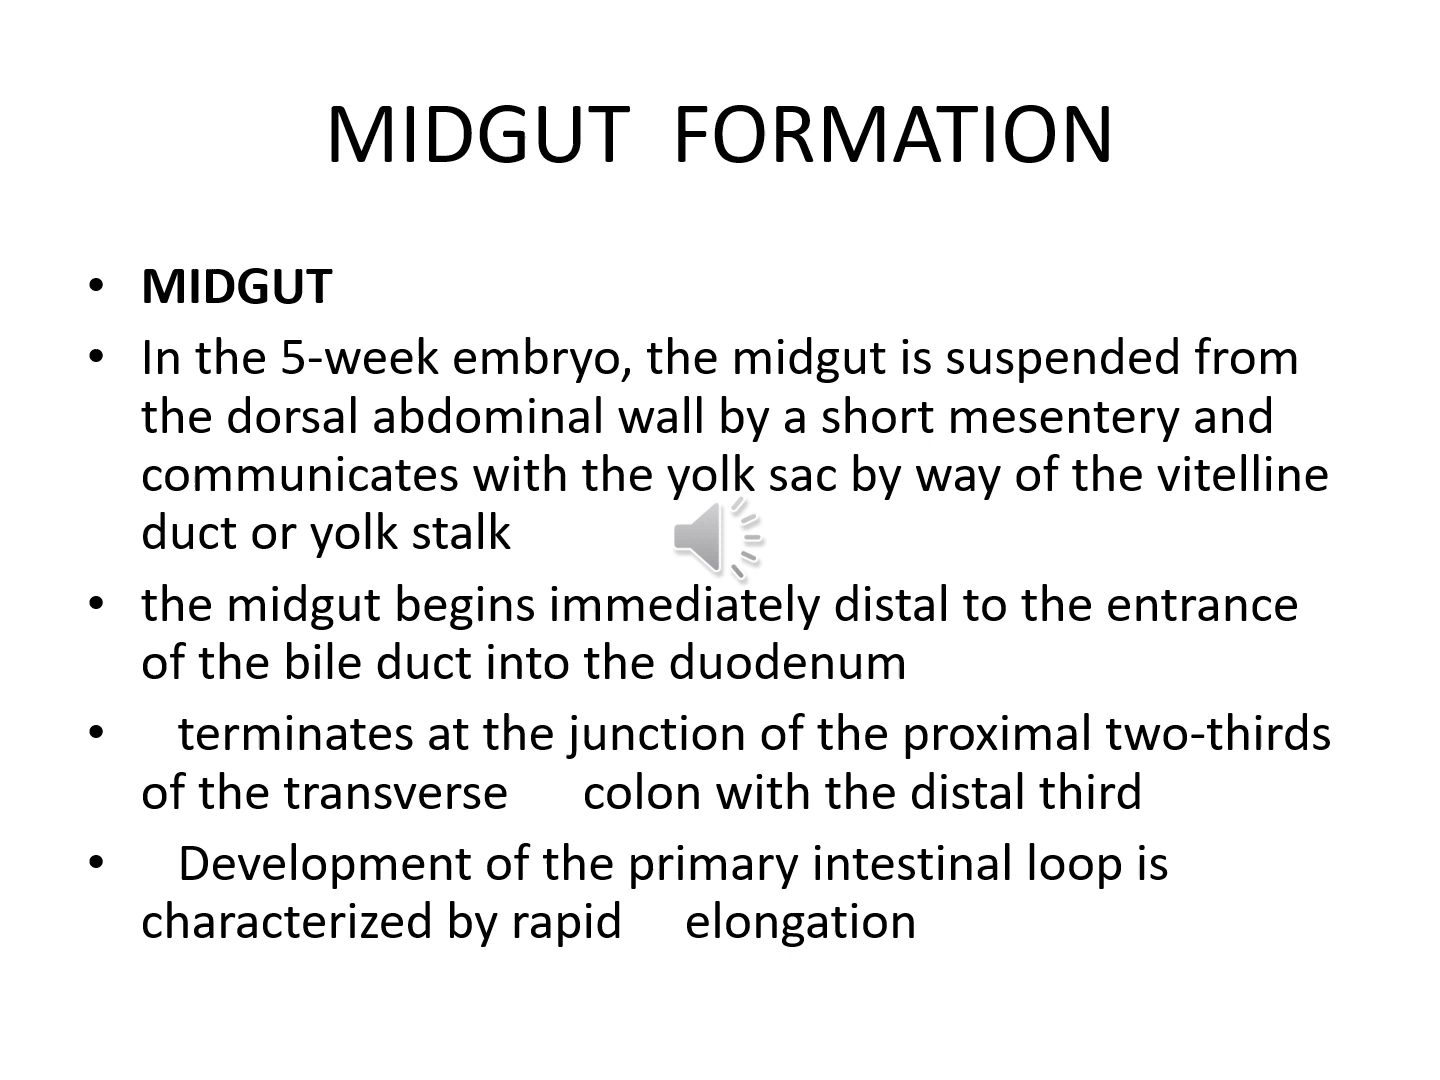 MIDGUT  FORMATION
• MIDGUT
• In the 5-week embryo, the midgut is suspended from
the dorsal abdominal wall by a short mesentery and
communicates with the yolk sac by way of the vitelline
duct or yolk stalk
• the midgut begins immediately distal to the entrance
of the bile duct into the duodenum
•    terminates at the junction of the proximal two-thirds
of the transverse      colon with the distal third
•    Development of the primary intestinal loop is
characterized by rapid     elongation